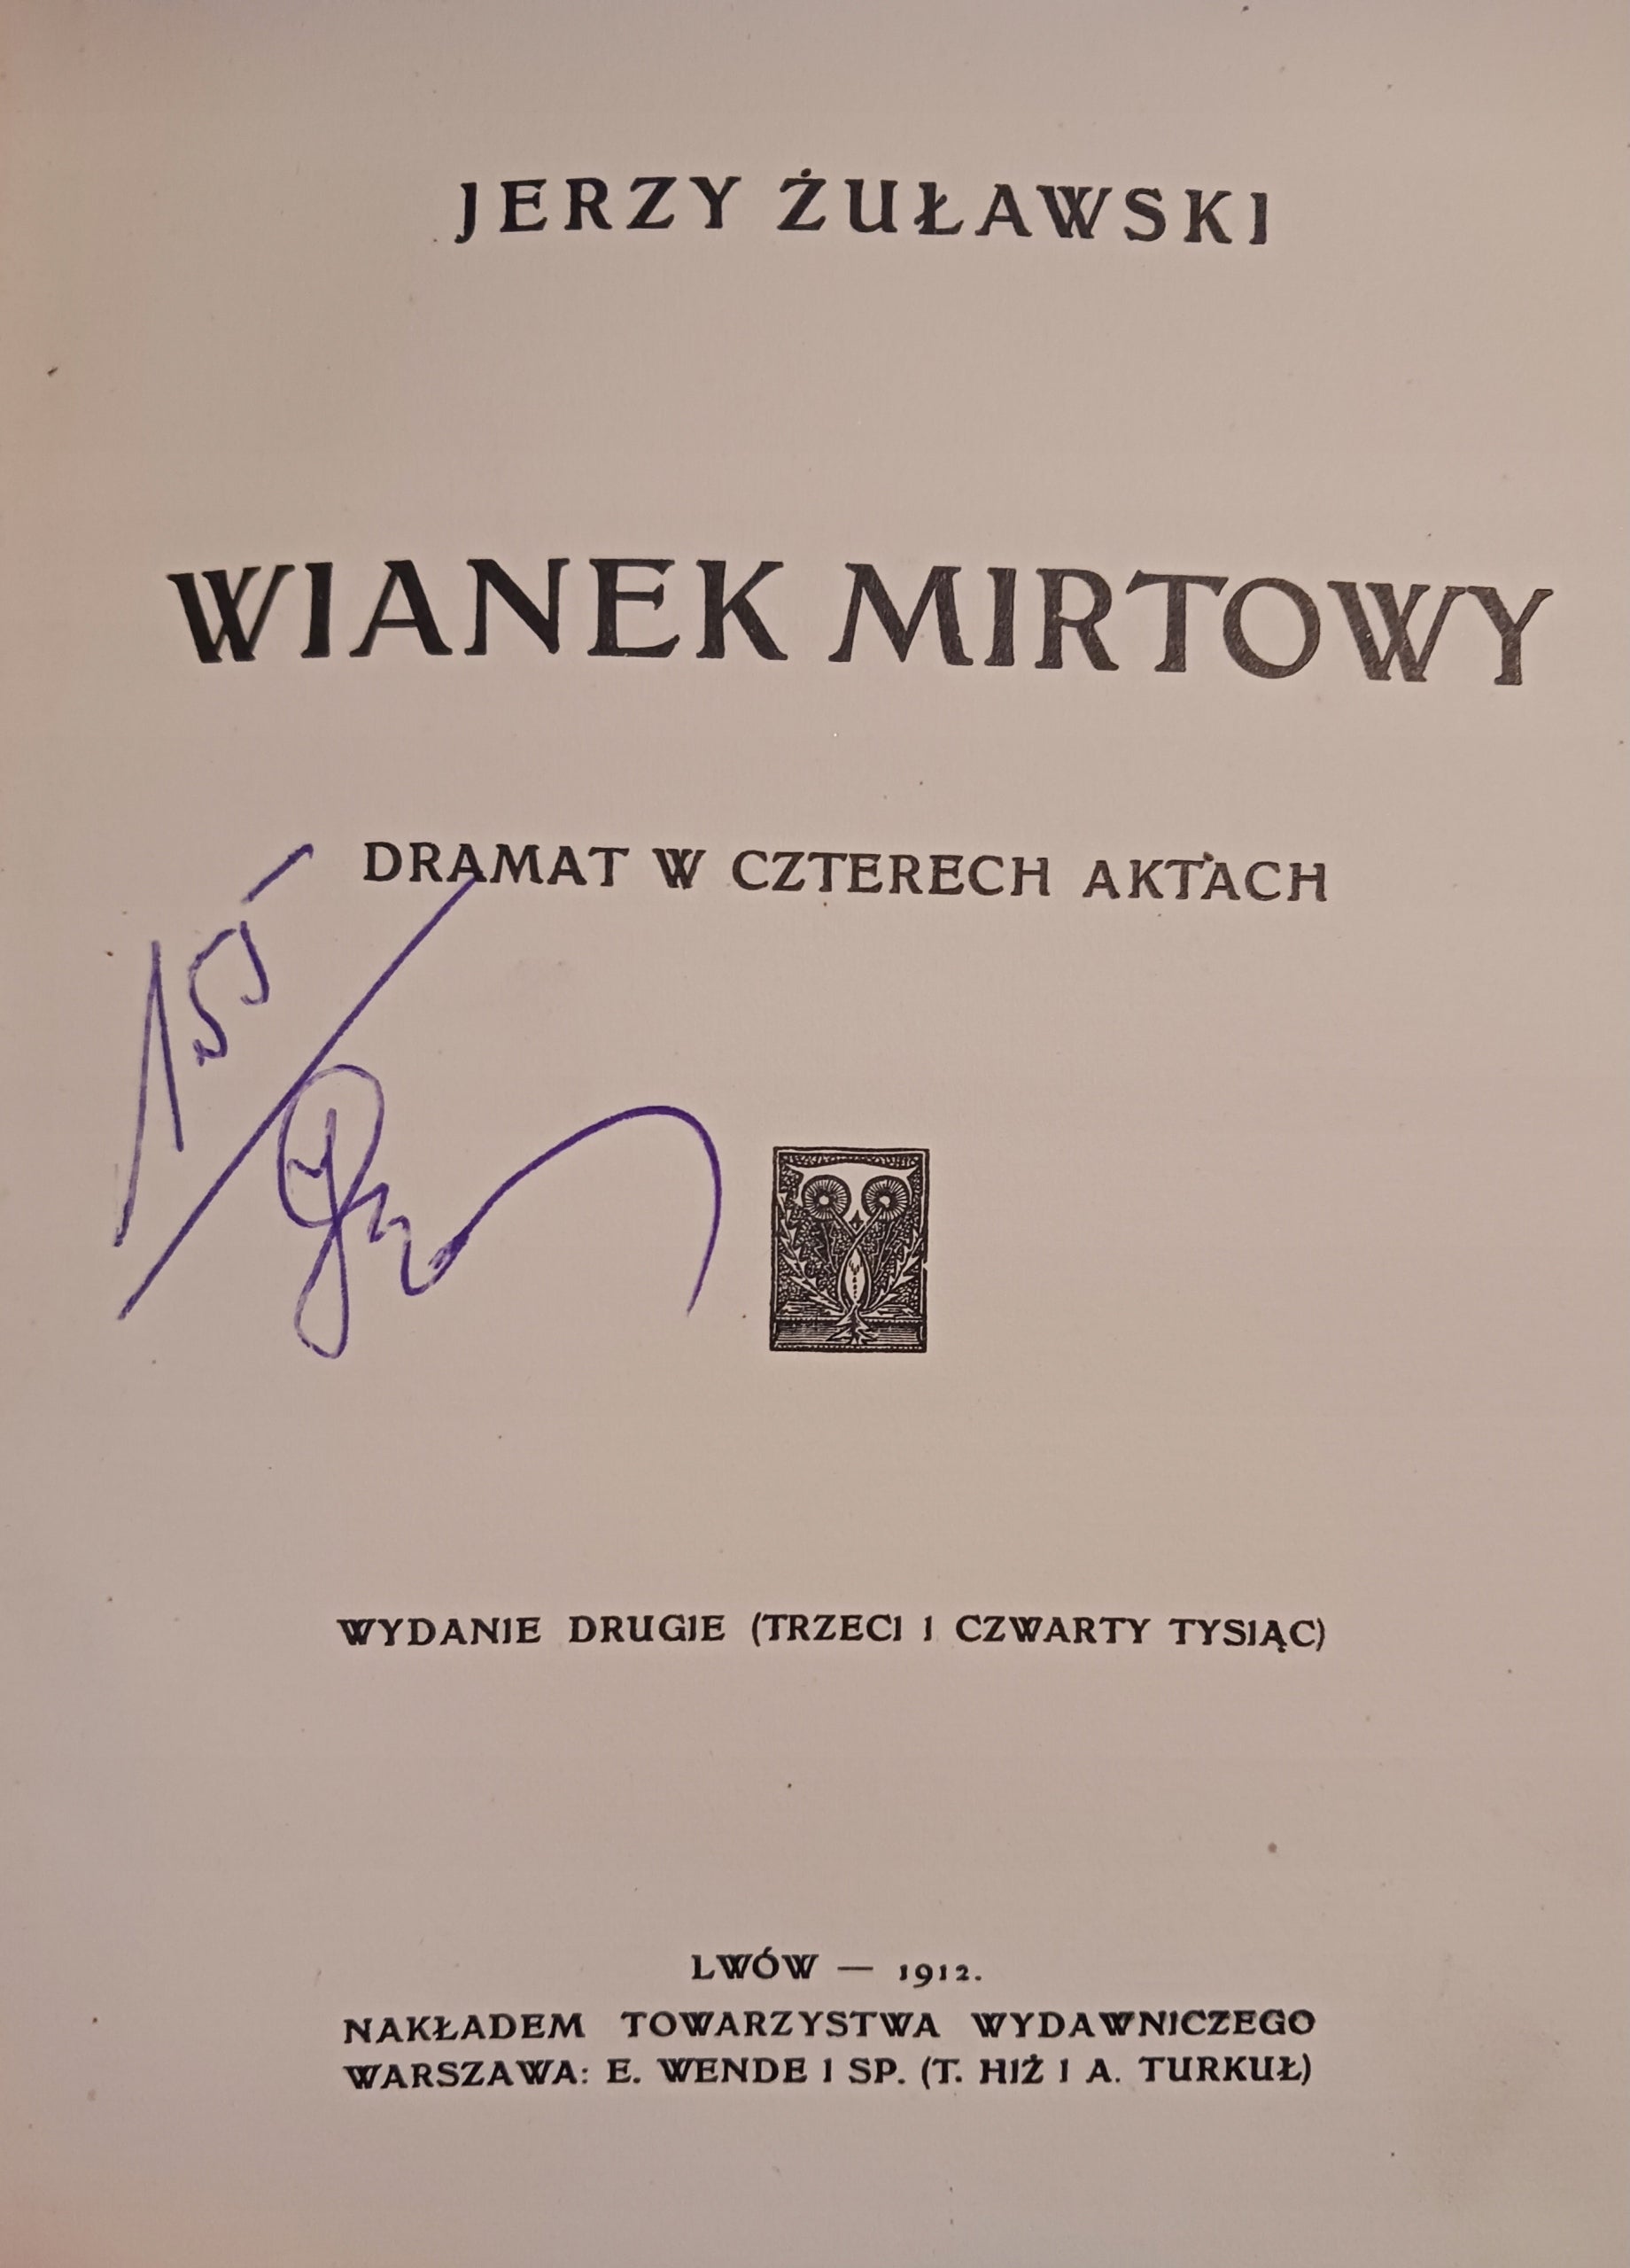 JERZY ŻUŁAWSKI
WIANEK MIRTOWY
DRAMAT W CZTERECH AKTACH
WYDANIE DRUGIE (TRZECI I CZWARTY TYSIĄC)
LWÓW — 1912.
NAKŁADEM TOWARZYSTWA WYDAWNICZEGO
WARSZAWA: E. WENDE I SP. (T. HIŻ I A. TURKUŁ)